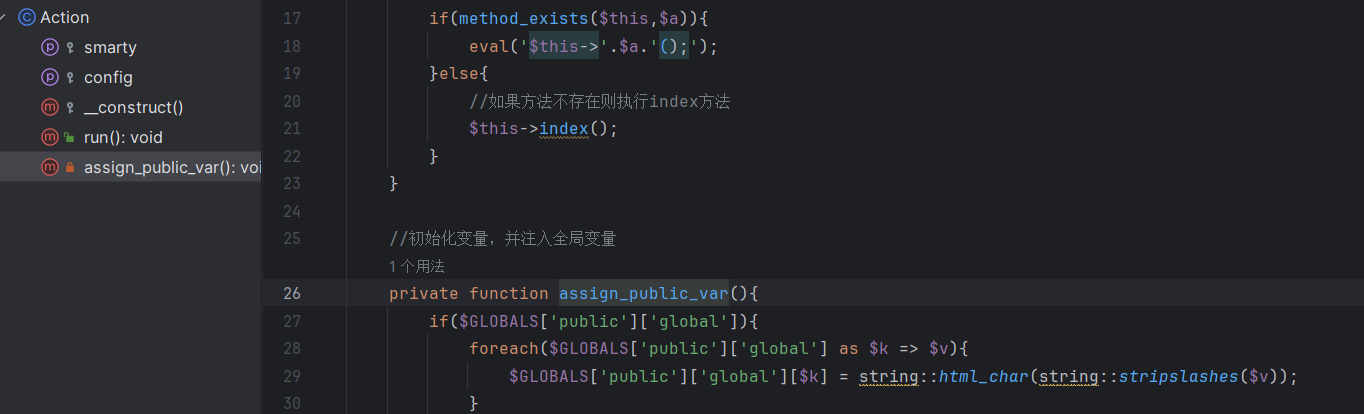 Action
smarty
config
__construct()
run(): void
assign_public_var(): voi
17 if(method_exists($this,$a)){
18 eval('$this->'.$a.'();');
19 }else{
20 //如果方法不存在则执行index方法
21 $this->index();
22 }
23 }
24
25 //初始化变量，并注入全局变量
1个用法
26 private function assign_public_var(){
27 if($GLOBALS['public']['global']){
28 foreach($GLOBALS['public']['global'] as $k => $v){
29 $GLOBALS['public']['global'][$k] = string::html_char(string::stripslashes($v));
30 }